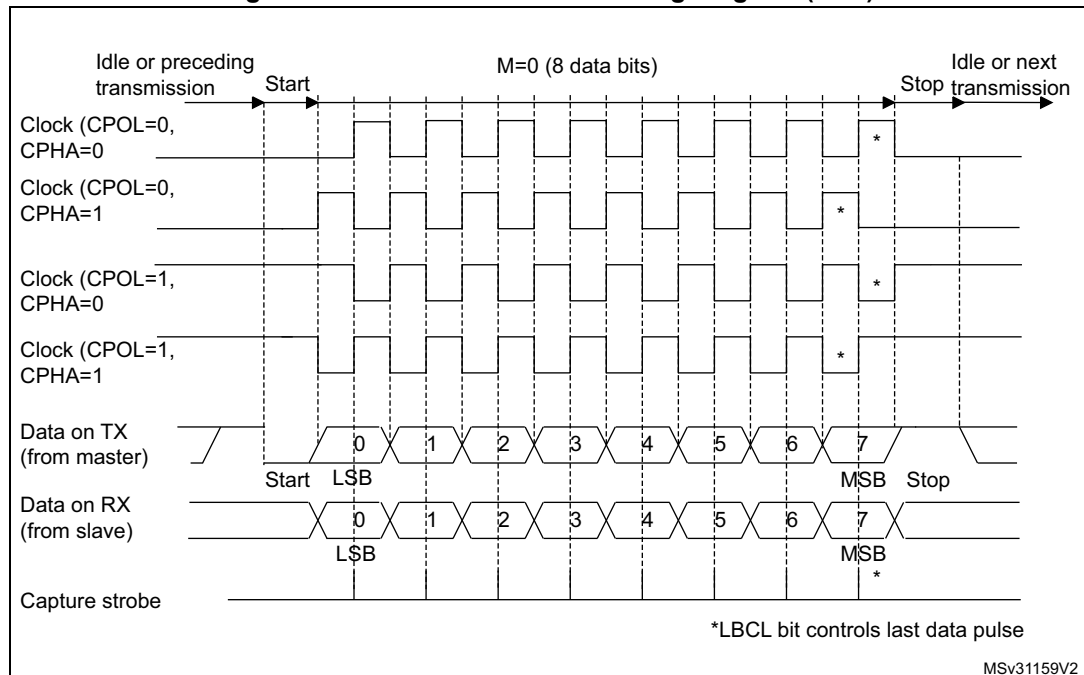 Idle or preceding
transmission
Start
M=0 (8 data bits)
Stop
Idle or next
transmission
Clock (CPOL=0,
CPHA=0
*
Clock (CPOL=0,
CPHA=1
*
Clock (CPOL=1,
CPHA=0
*
Clock (CPOL=1,
CPHA=1
*
Data on TX
(from master)
0 1 2 3 4 5 6 7
Start LSB MSB Stop
Data on RX
(from slave)
0 1 2 3 4 5 6 7
LSB MSB
*
Capture strobe
*LBCL bit controls last data pulse
MSv31159V2